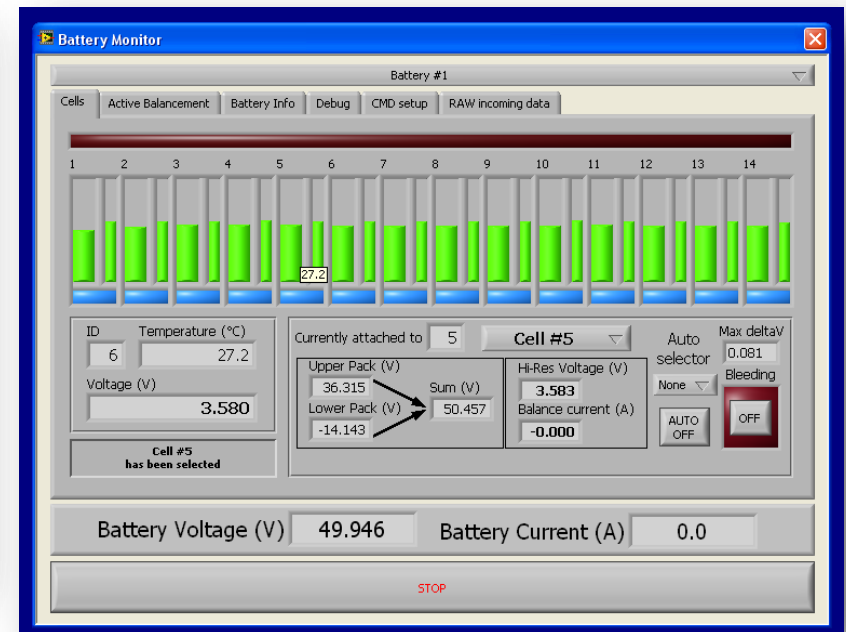 Battery Monitor
Battery #1
Cells Active Balancement Battery Info Debug CMD setup RAW incoming data
1 2 3 4 5 6 7 8 9 10 11 12 13 14
27.2
ID Temperature (°C)
6 27.2
Voltage (V)
3.580
Cell #5
has been selected
Currently attached to 5 Cell #5
Upper Pack (V)
36.315
Sum (V)
Lower Pack (V) 50.457
-14.143
Hi-Res Voltage (V)
3.583
Balance current (A)
-0.000
Auto
selector
None
AUTO
OFF
Max deltaV
0.081
Bleeding
OFF
Battery Voltage (V) 49.946 Battery Current (A) 0.0
STOP